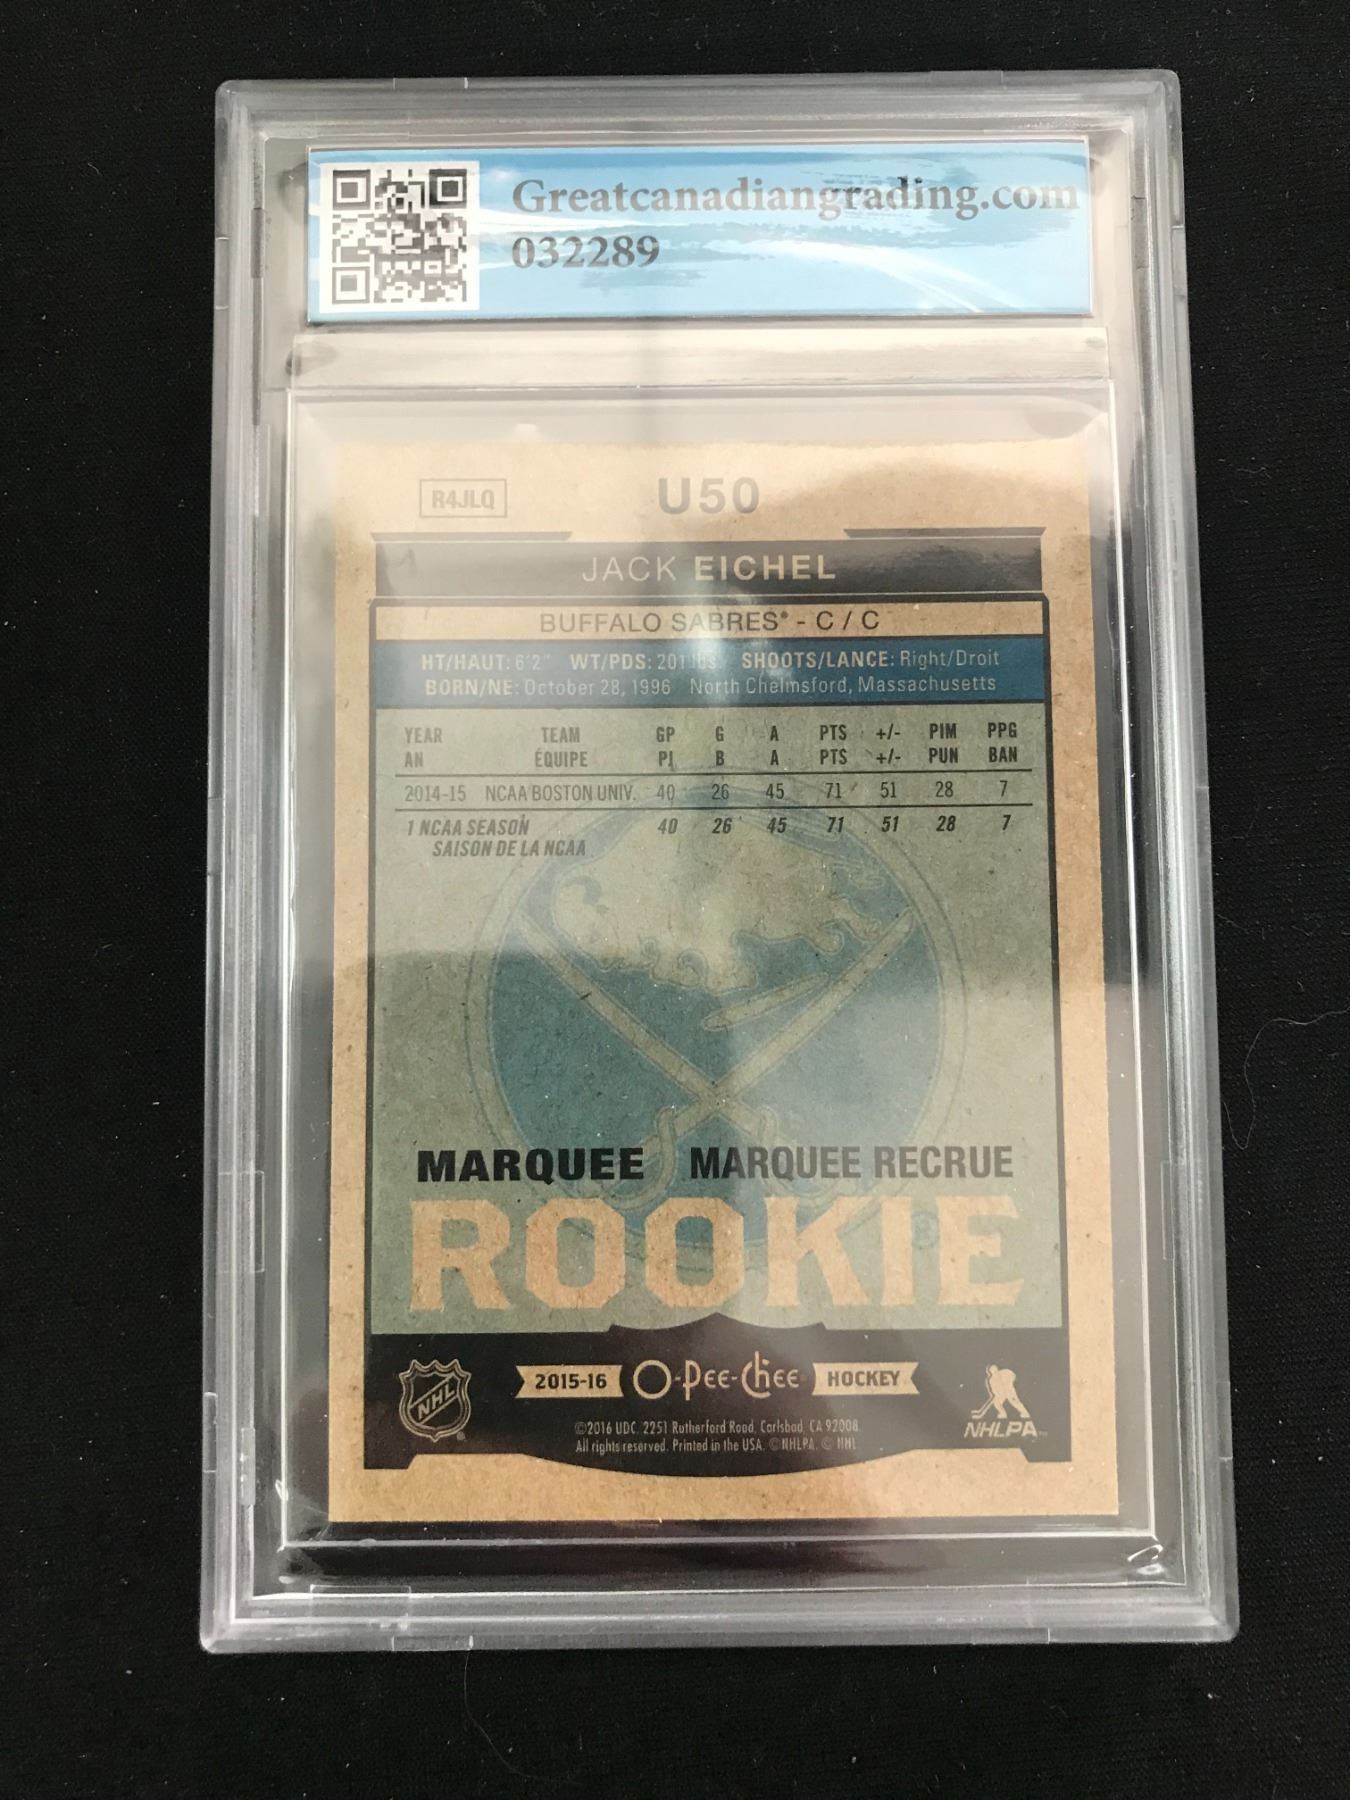 Greatcanadiangrading.com
032289
R4JLQ
U50
JACK EICHEL
BUFFALO SABRES® - C / C
HT/HAUT: 6'2" WT/PDS: 201 lbs. SHOOTS/LANCE: Right/Droit
BORN/NÉ: October 28, 1996 North Chelmsford, Massachusetts
YEAR TEAM GP G A PTS +/- PIM PPG
AN ÉQUIPE PJ B A PTS +/- PUN BAN
2014-15 NCAA BOSTON UNIV. 40 26 45 71 51 28 7
1 NCAA SEASON 40 26 45 71 51 28 7
SAISON DE LA NCAA
MARQUEE MARQUEE RECRUE
ROOKIE
NHL
2015-16 O-Pee-Chee HOCKEY
NHLPA
©2016 UDC. 2251 Rutherford Road, Carlsbad, CA 92008.
All rights reserved. Printed in the USA. ©NHLPA. © NHL